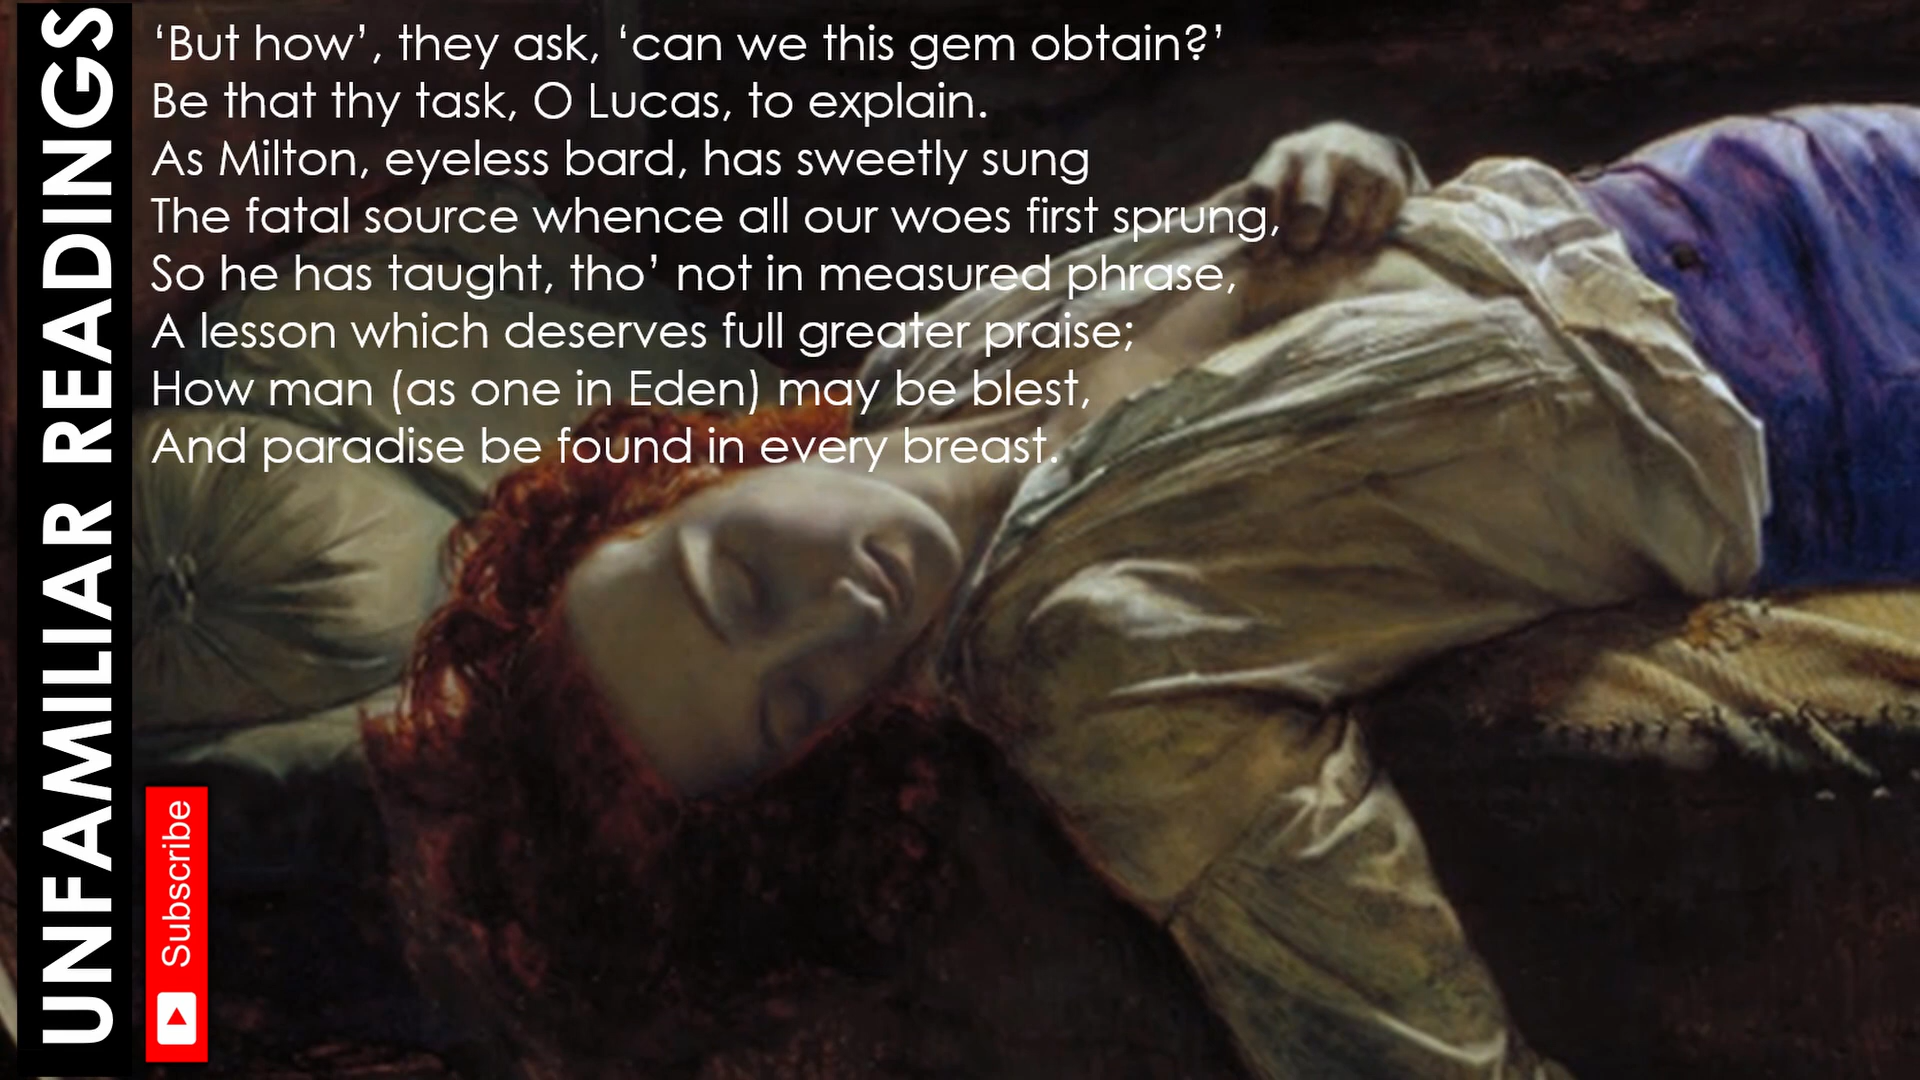 UNFAMILIAR READINGS
Subscribe
‘But how’, they ask, ‘can we this gem obtain?’
Be that thy task, O Lucas, to explain.
As Milton, eyeless bard, has sweetly sung
The fatal source whence all our woes first sprung,
So he has taught, tho’ not in measured phrase,
A lesson which deserves full greater praise;
How man (as one in Eden) may be blest,
And paradise be found in every breast.